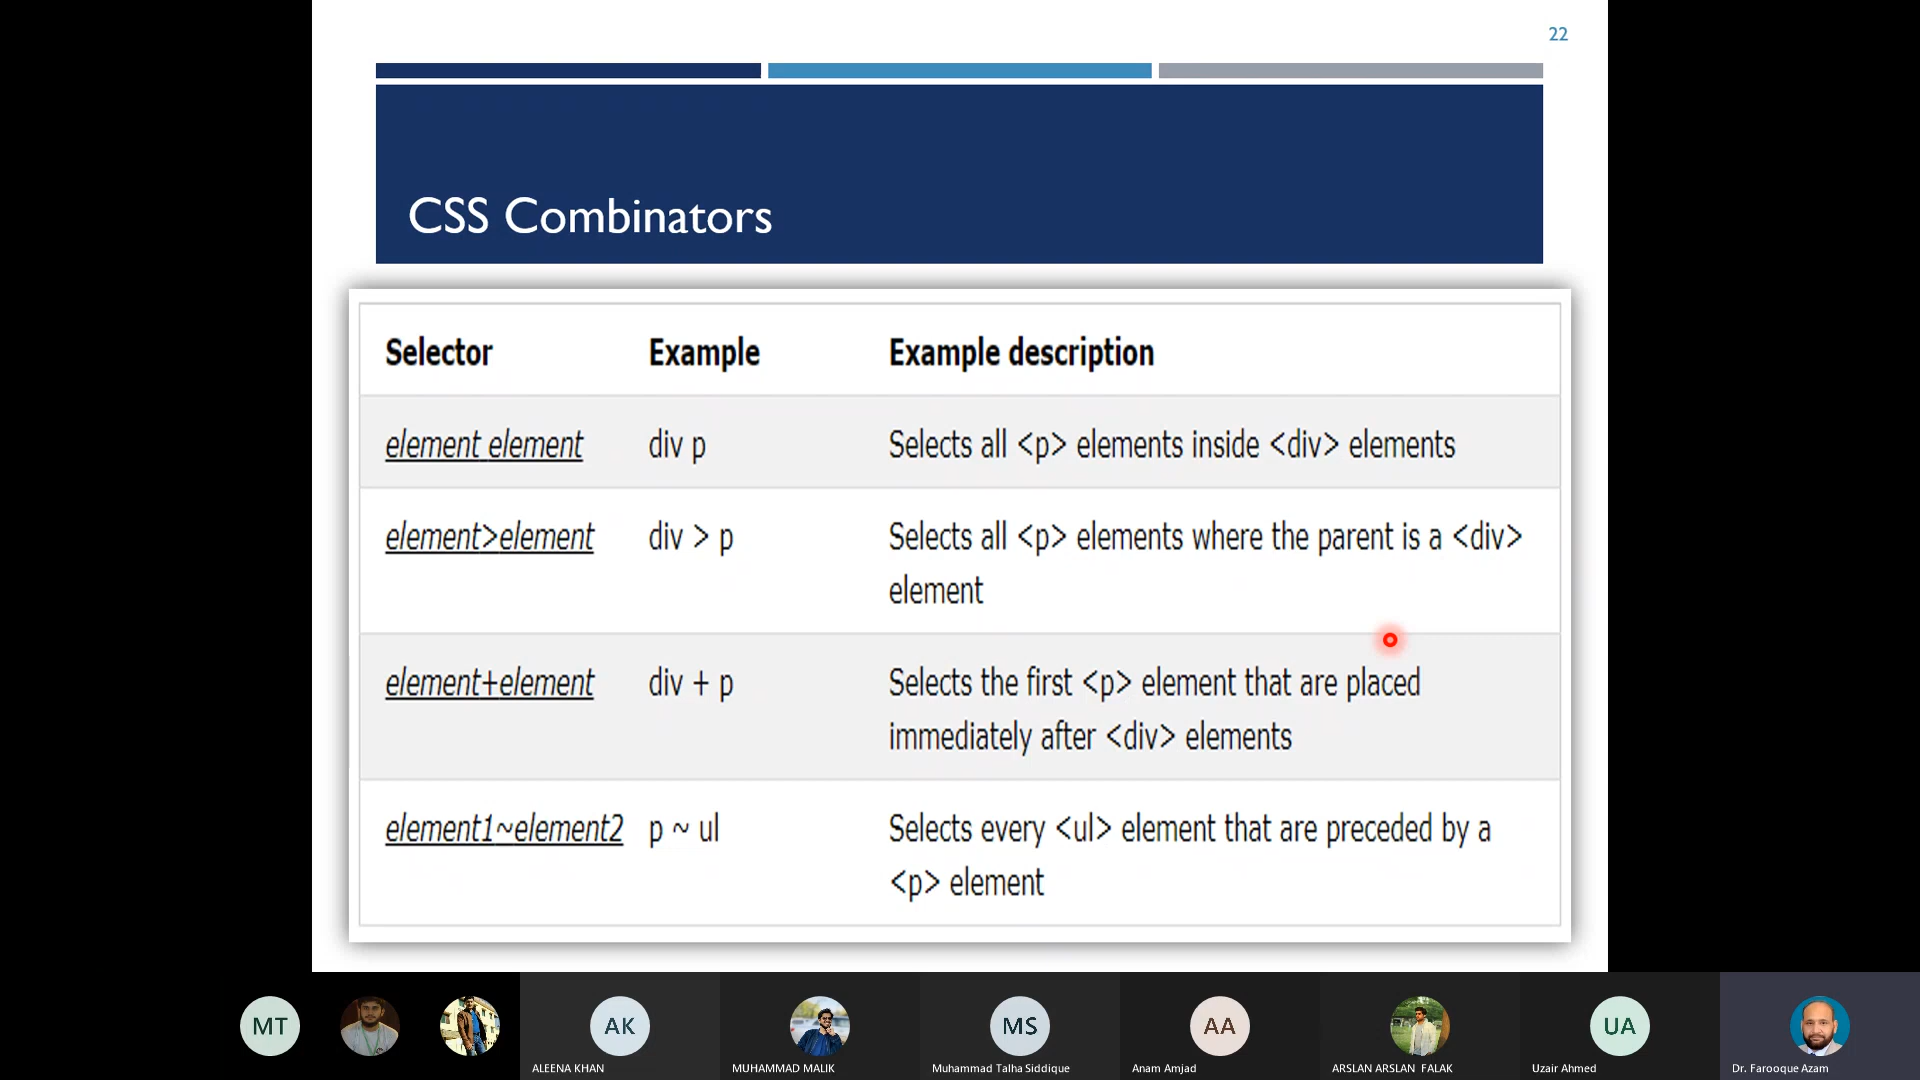 22
CSS Combinators
Selector Example Example description
element element div p Selects all <p> elements inside <div> elements
element>element div > p Selects all <p> elements where the parent is a <div>
element
element+element div + p Selects the first <p> element that are placed
immediately after <div> elements
element1~element2 p ~ ul Selects every <ul> element that are preceded by a
<p> element
MT AK MS AA UA
ALEENA KHAN MUHAMMAD MALIK Muhammad Talha Siddique Anam Amjad ARSLAN ARSLAN FALAK Uzair Ahmed Dr. Farooque Azam